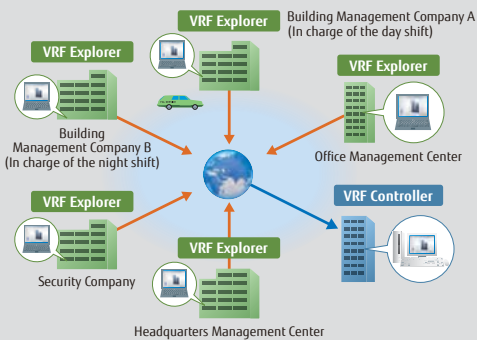 VRF Explorer
Building Management Company A
(In charge of the day shift)
VRF Explorer
VRF Explorer
Building
Management Company B
(In charge of the night shift)
Office Management Center
VRF Explorer
VRF Controller
Security Company
VRF Explorer
Headquarters Management Center